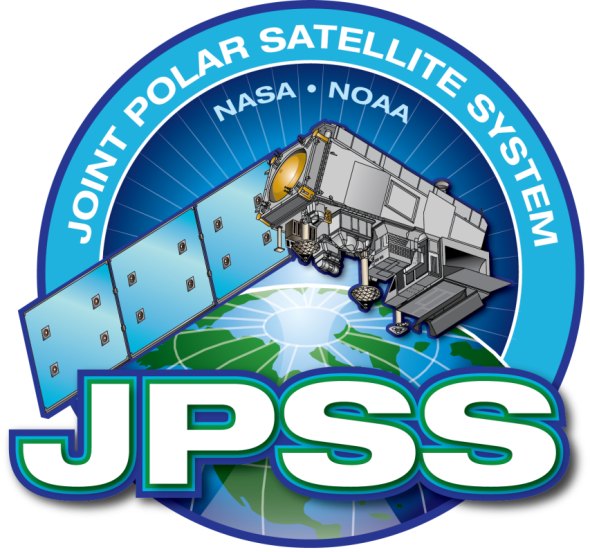 JOINT POLAR SATELLITE SYSTEM
NASA • NOAA
JPSS